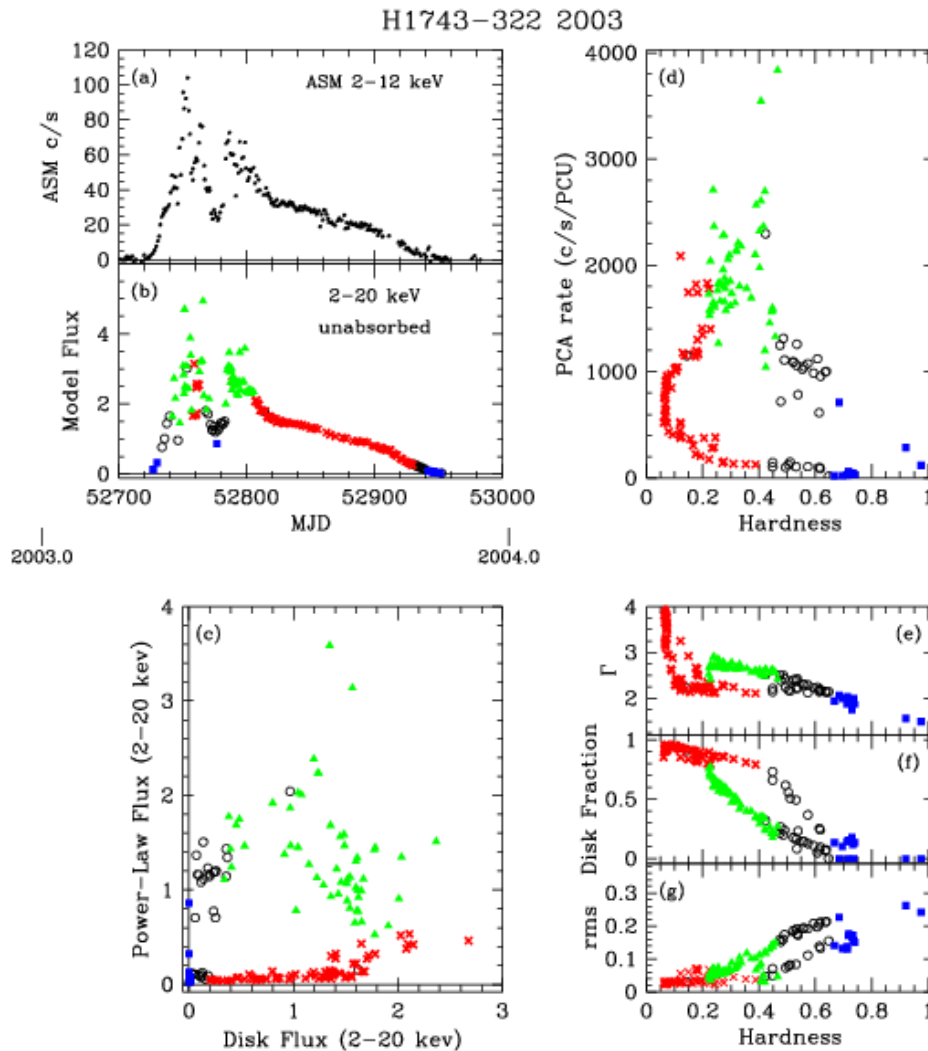 H1743−322 2003
(a)
ASM 2−12 keV
ASM c/s
120
100
80
60
40
20
0
(b)
2−20 keV
unabsorbed
Model Flux
4
2
0
52700
52800
52900
53000
MJD
2003.0
2004.0
(d)
PCA rate (c/s/PCU)
4000
3000
2000
1000
0
0
0.2
0.4
0.6
0.8
1
Hardness
(c)
Power−Law Flux (2−20 kev)
4
3
2
1
0
0
1
2
3
Disk Flux (2−20 kev)
(e)
Γ
4
3
2
(f)
Disk Fraction
1
0.5
0
(g)
rms
0.3
0.2
0.1
0
0
0.2
0.4
0.6
0.8
1
Hardness